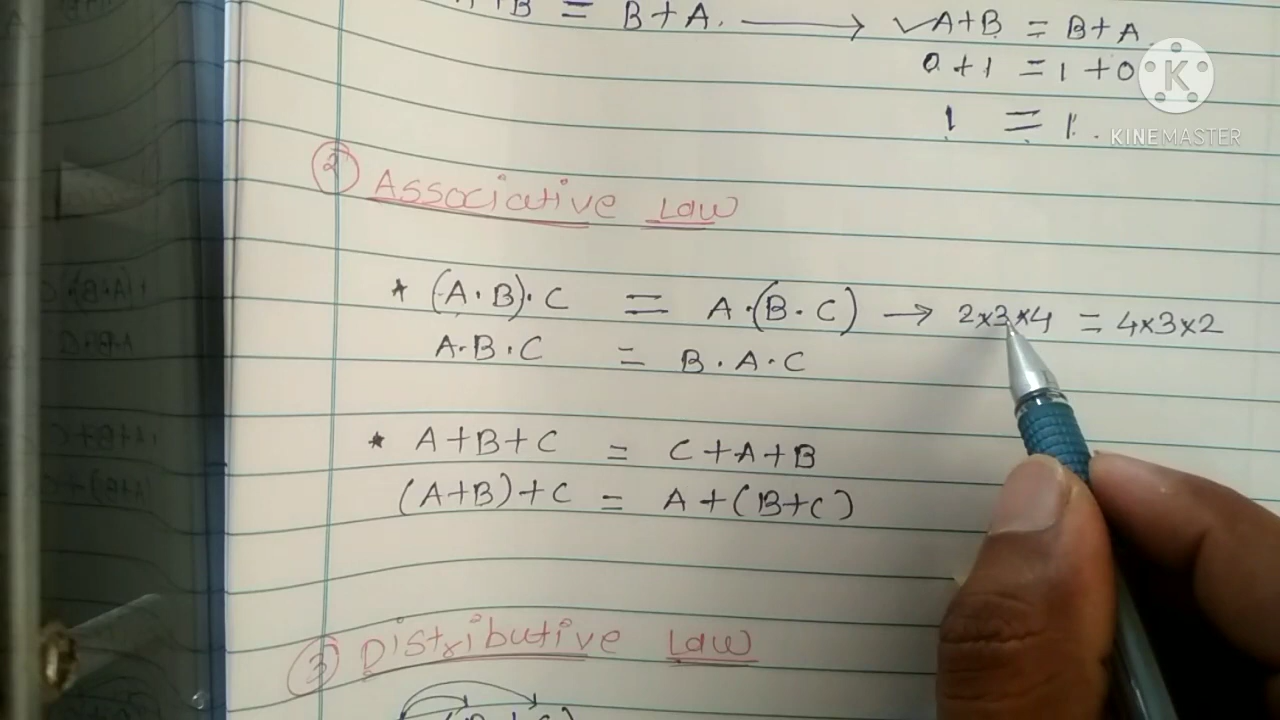 +B = B+A. → ✓A+B = B+A
0+1 = 1+0
1 = 1.
K
KINEMASTER
② Associative Law
* (A·B)·C = A·(B·C) → 2×3×4 = 4×3×2
A·B·C = B·A·C
* A+B+C = C+A+B
(A+B)+C = A+(B+C)
③ Distributive Law